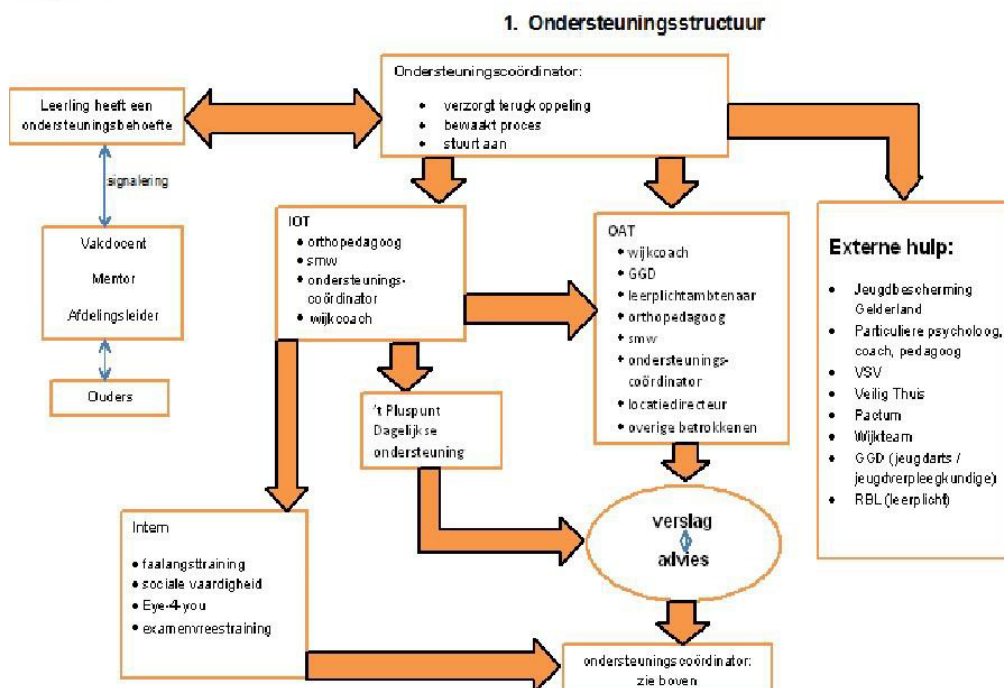 1. Ondersteuningsstructuur
Ondersteuningscoördinator:
• verzorgt terugkoppeling
• bewaakt proces
• stuurt aan
Leerling heeft een
ondersteuningsbehoefte
signalering
Vakdocent
Mentor
Afdelingsleider
Ouders
IOT
• orthopedagoog
• smw
• ondersteunings-
coördinator
• wijkcoach
OAT
• wijkcoach
• GGD
• leerplichtambtenaar
• orthopedagoog
• smw
• ondersteunings-
coördinator
• locatiedirecteur
• overige betrokkenen
Externe hulp:
• Jeugdbescherming
Gelderland
• Particuliere psycholoog,
coach, pedagoog
• VSV
• Veilig Thuis
• Pactum
• Wijkteam
• GGD (jeugdarts /
jeugdverpleegkundige)
• RBL (leerplicht)
't Pluspunt
Dagelijkse
ondersteuning
Intern
• faalangsttraining
• sociale vaardigheid
• Eye-4-you
• examenvreestraining
verslag
advies
ondersteuningscoördinator:
zie boven